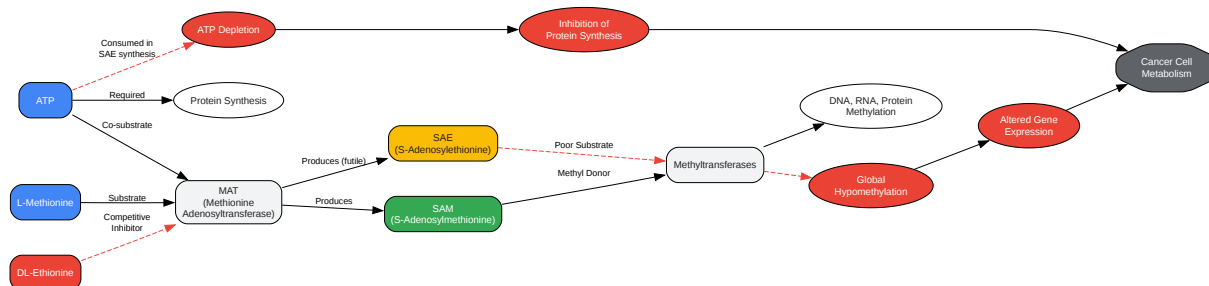 ATP Depletion
Inhibition of
Protein Synthesis
Consumed in
SAE synthesis
Cancer Cell
Metabolism
ATP
Required
Protein Synthesis
DNA, RNA, Protein
Methylation
Co-substrate
Altered Gene
Expression
SAE
(S-Adenosylethionine)
Poor Substrate
Produces (futile)
Methyltransferases
Methyl Donor
Global
Hypomethylation
L-Methionine
Substrate
MAT
(Methionine
Adenosyltransferase)
Produces
SAM
(S-Adenosylmethionine)
Competitive
Inhibitor
DL-Ethionine